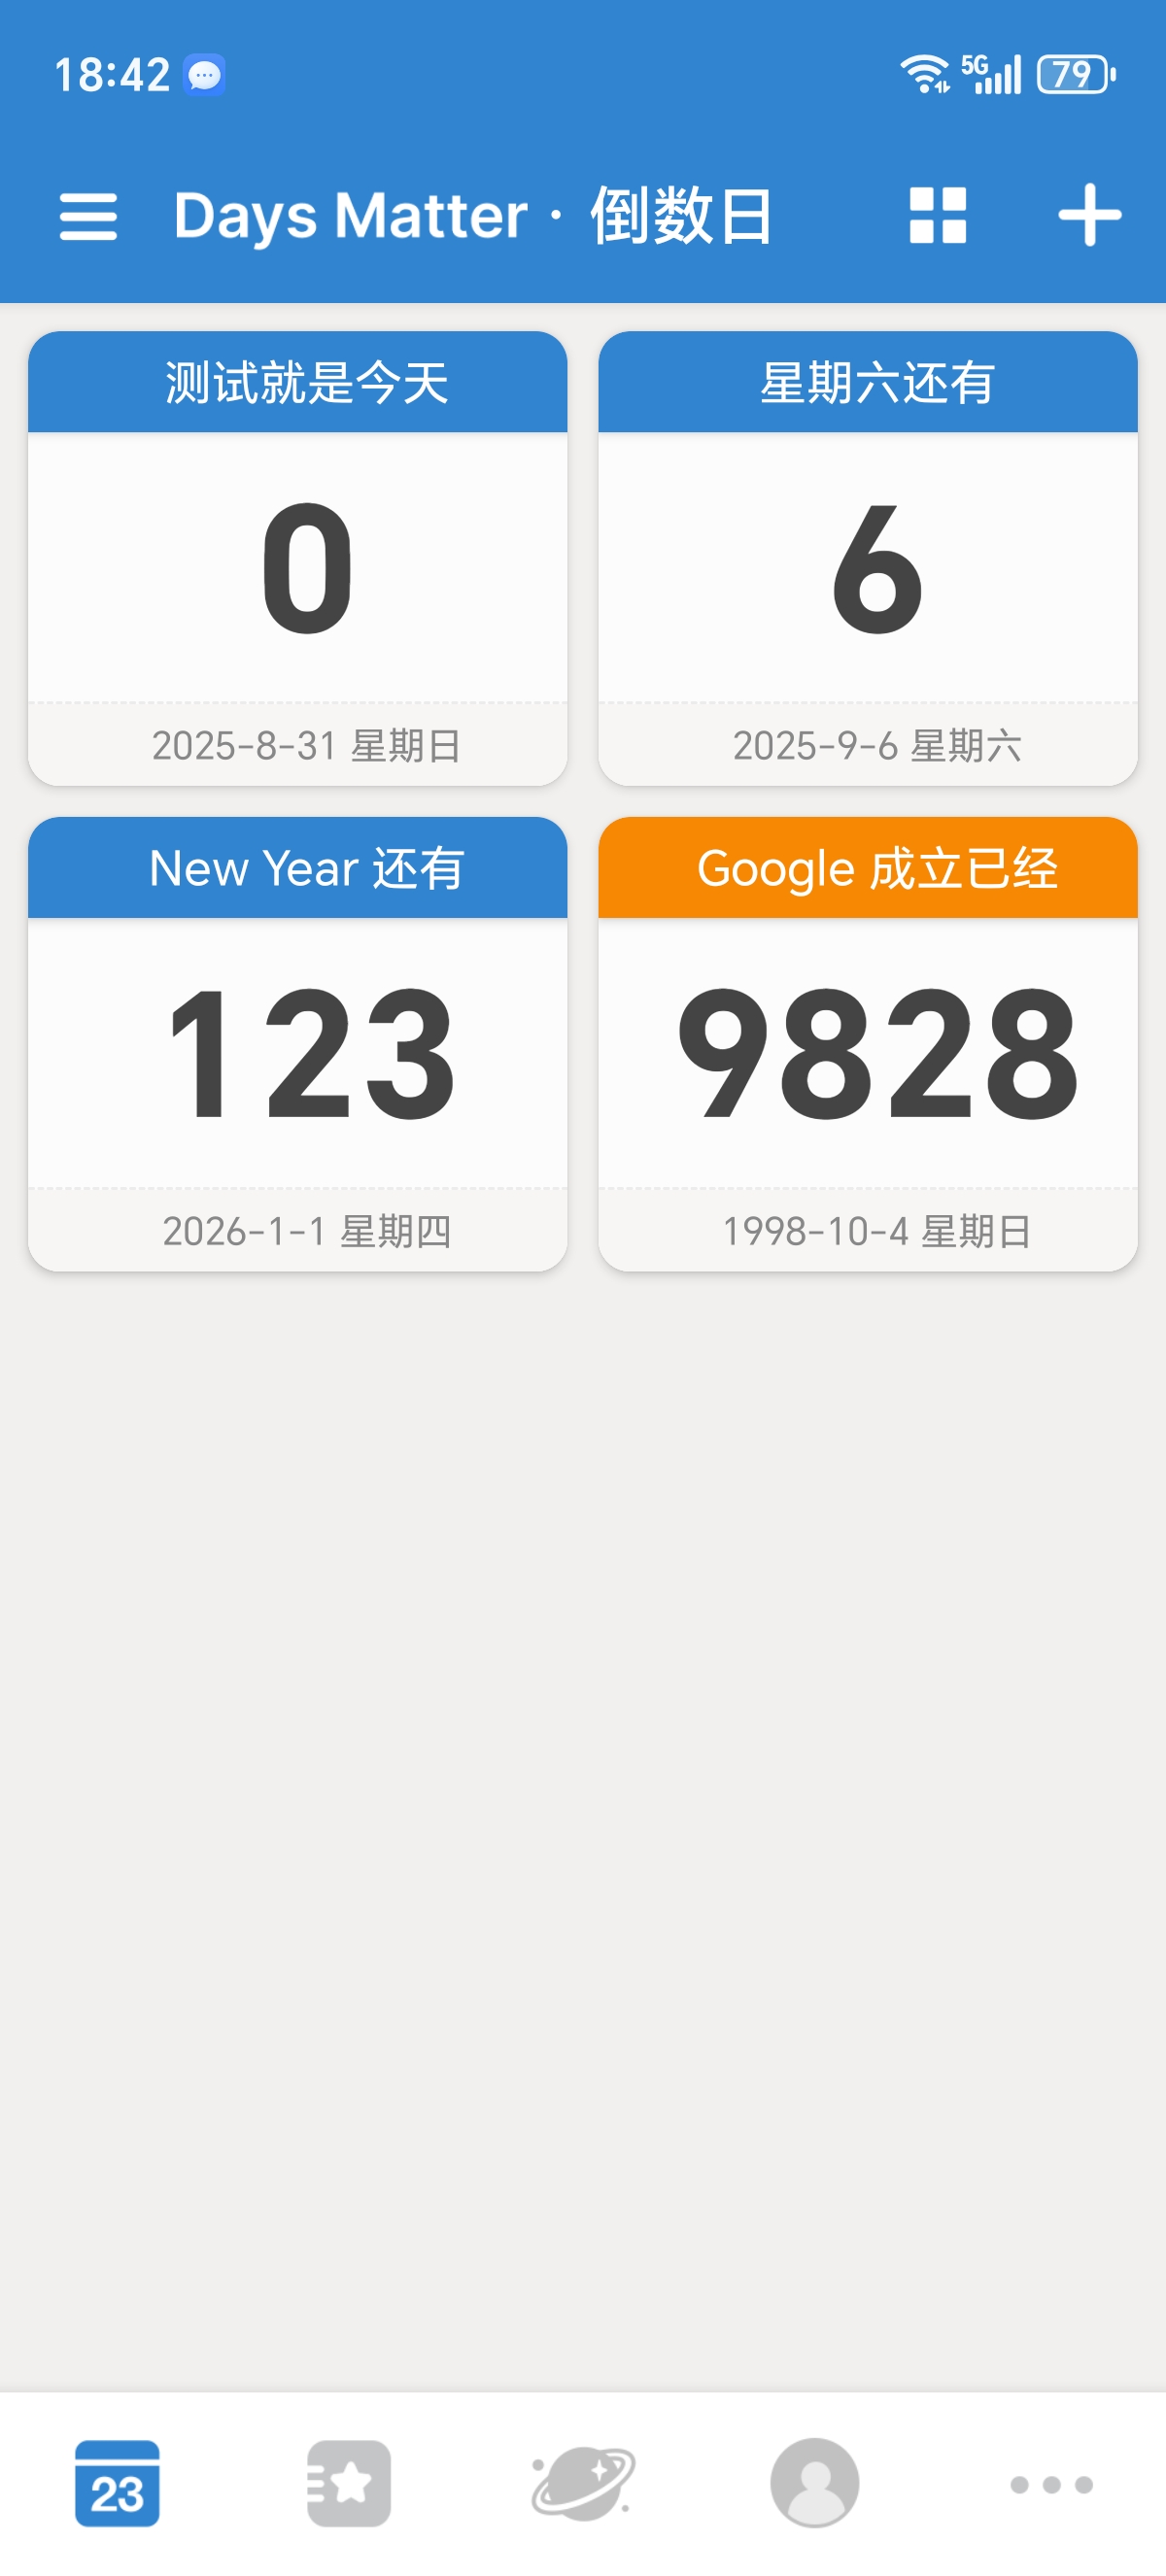 18:42
5G
79
Days Matter · 倒数日
测试就是今天
0
2025-8-31 星期日
星期六还有
6
2025-9-6 星期六
New Year 还有
123
2026-1-1 星期四
Google 成立已经
9828
1998-10-4 星期日
23